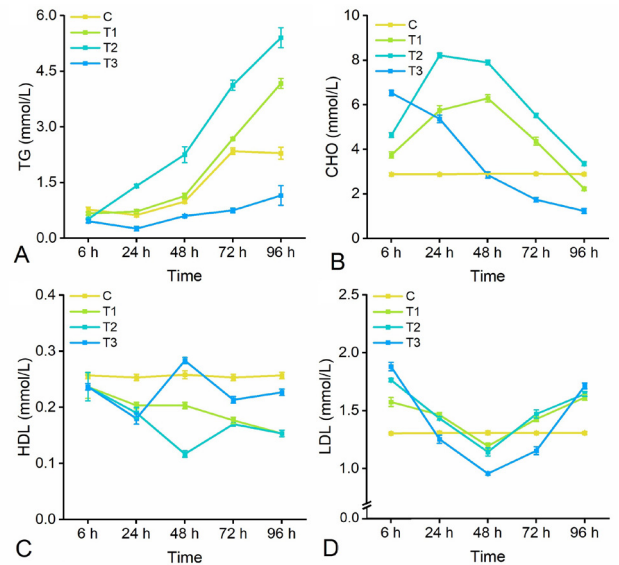 C
T1
T2
T3
6.0
4.5
3.0
1.5
0.0
TG (mmol/L)
6 h 24 h 48 h 72 h 96 h
Time
A
C
T1
T2
T3
10
8
6
4
2
0
CHO (mmol/L)
6 h 24 h 48 h 72 h 96 h
Time
B
C
T1
T2
T3
0.4
0.3
0.2
0.1
0.0
HDL (mmol/L)
6 h 24 h 48 h 72 h 96 h
Time
C
C
T1
T2
T3
2.5
2.0
1.5
1.0
0.0
LDL (mmol/L)
6 h 24 h 48 h 72 h 96 h
Time
D